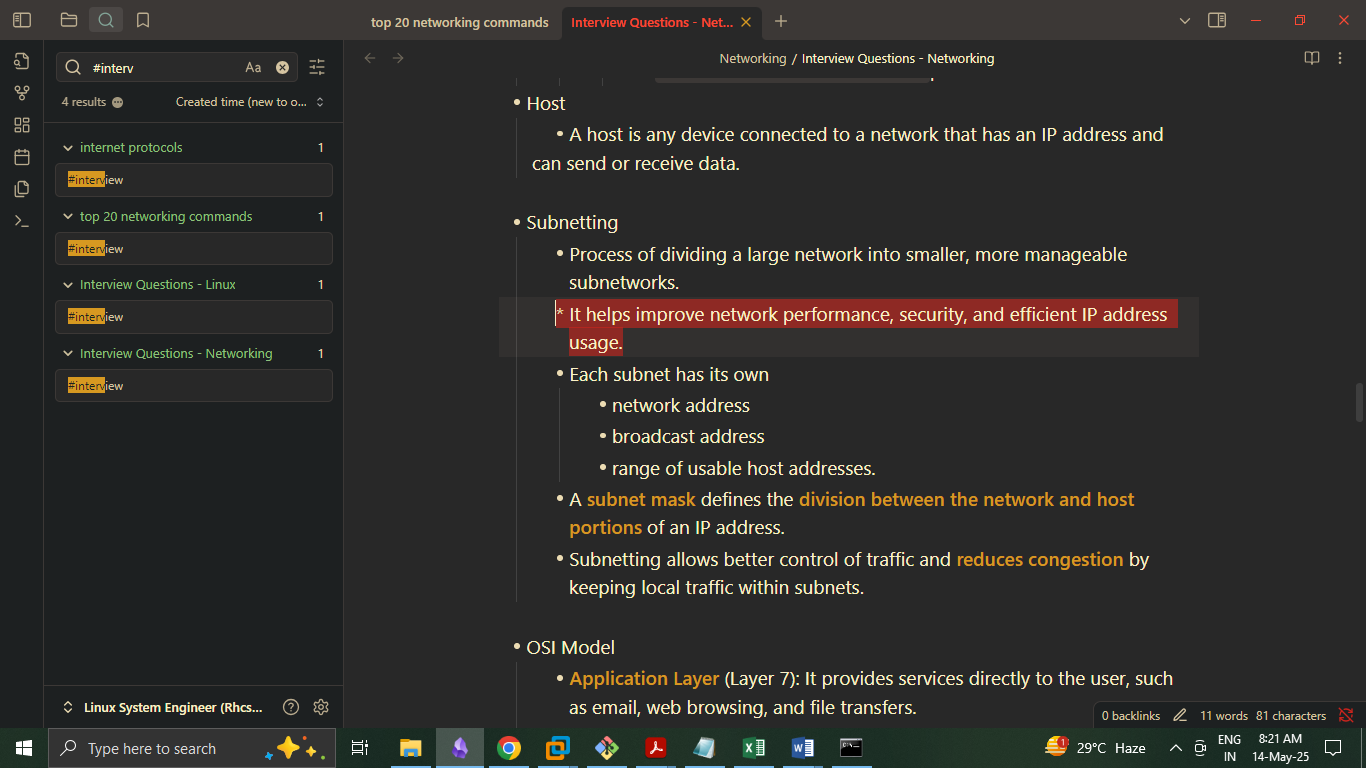 top 20 networking commands
Interview Questions - Net...
#interv
Aa
4 results
Created time (new to o...
internet protocols
1
#interview
top 20 networking commands
1
#interview
Interview Questions - Linux
1
#interview
Interview Questions - Networking
1
#interview
Linux System Engineer (Rhcs...
Networking / Interview Questions - Networking
• Host
• A host is any device connected to a network that has an IP address and
can send or receive data.
• Subnetting
• Process of dividing a large network into smaller, more manageable
subnetworks.
* It helps improve network performance, security, and efficient IP address
usage.
• Each subnet has its own
• network address
• broadcast address
• range of usable host addresses.
• A subnet mask defines the division between the network and host
portions of an IP address.
• Subnetting allows better control of traffic and reduces congestion by
keeping local traffic within subnets.
• OSI Model
• Application Layer (Layer 7): It provides services directly to the user, such
as email, web browsing, and file transfers.
0 backlinks
11 words
81 characters
Type here to search
1
29°C Haze
ENG
IN
8:21 AM
14-May-25